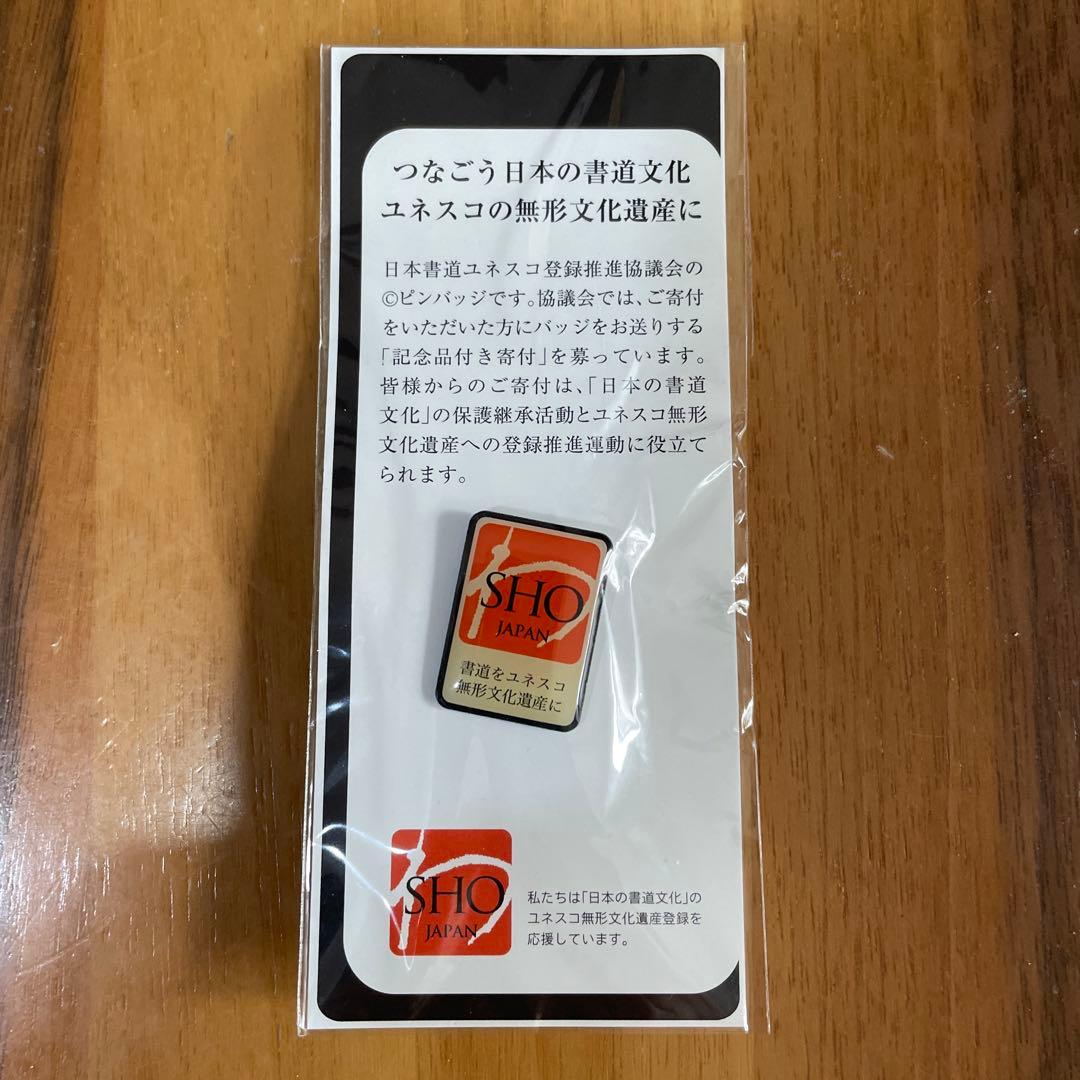 つなごう日本の書道文化
ユネスコの無形文化遺産に
日本書道ユネスコ登録推進協議会の
©ピンバッジです。協議会では、ご寄付
をいただいた方にバッジをお送りする
「記念品付き寄付」を募っています。
皆様からのご寄付は、「日本の書道
文化」の保護継承活動とユネスコ無形
文化遺産への登録推進運動に役立て
られます。
SHO
JAPAN
書道をユネスコ
無形文化遺産に
SHO
JAPAN
私たちは「日本の書道文化」の
ユネスコ無形文化遺産登録を
応援しています。